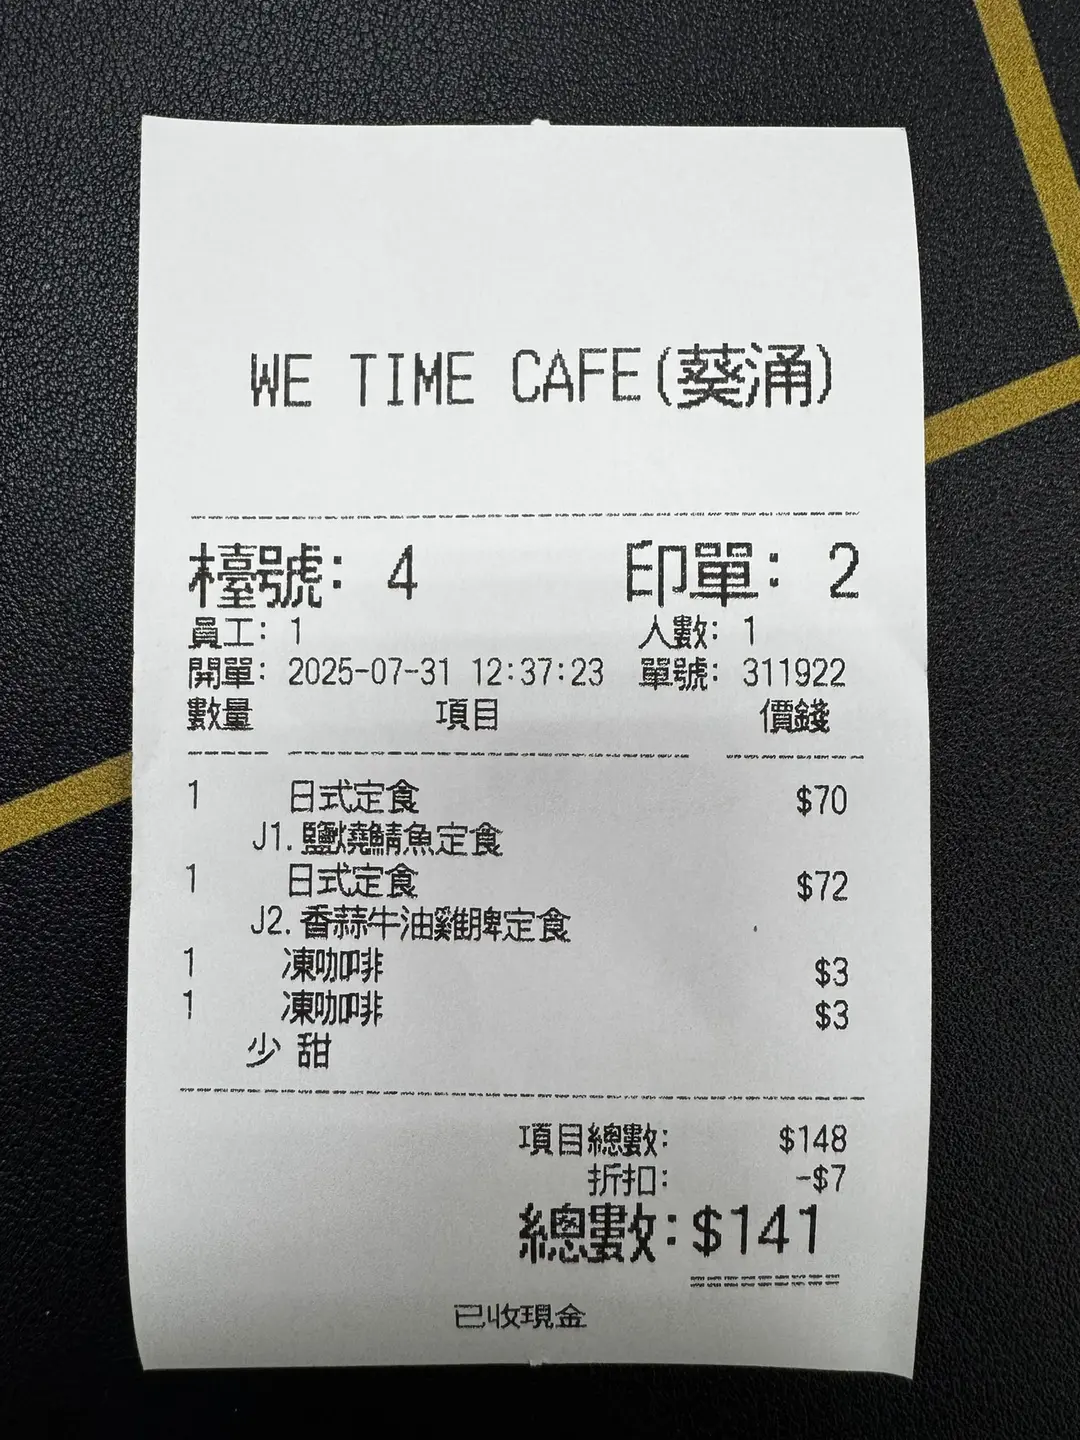 WE TIME CAFE(葵涌)
檯號: 4 印單: 2
員工: 1 人數: 1
開單: 2025-07-31 12:37:23 單號: 311922
數量 項目 價錢
1 日式定食 $70
J1.鹽燒鯖魚定食
1 日式定食 $72
J2.香蒜牛油雞脾定食
1 凍咖啡 $3
1 凍咖啡 $3
少 甜
項目總數: $148
折扣: -$7
總數:$141
已收現金